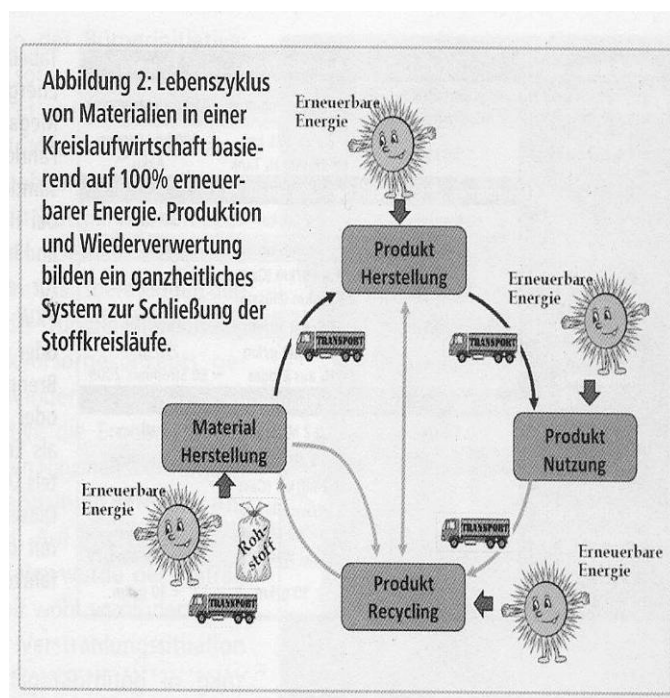 Abbildung 2: Lebenszyklus
von Materialien in einer
Kreislaufwirtschaft basie-
rend auf 100% erneuer-
barer Energie. Produktion
und Wiederverwertung
bilden ein ganzheitliches
System zur Schließung der
Stoffkreisläufe.
Erneuerbare
Energie
Produkt
Herstellung
Erneuerbare
Energie
TRANSPORT
TRANSPORT
Material
Herstellung
Produkt
Nutzung
Erneuerbare
Energie
Roh-
stoff
TRANSPORT
TRANSPORT
Produkt
Recycling
Erneuerbare
Energie